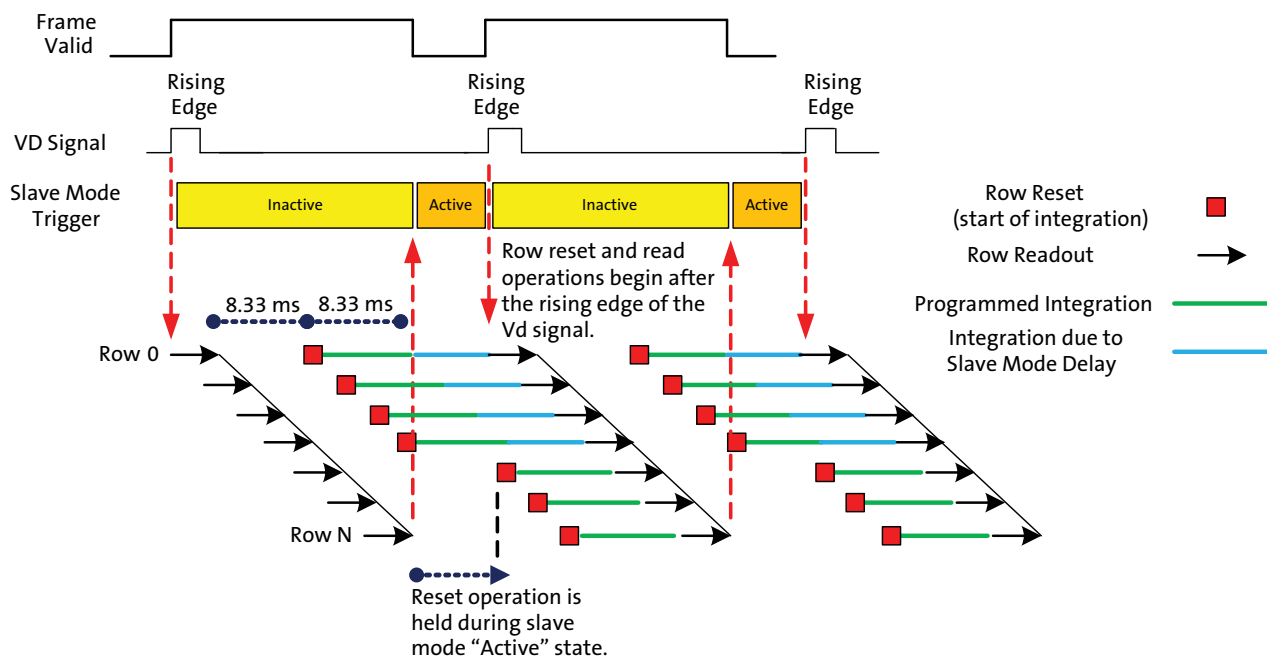 Frame
Valid
Rising
Edge
Rising
Edge
Rising
Edge
VD Signal
Slave Mode
Trigger
Inactive
Active
Inactive
Active
Row Reset
(start of integration)
Row Readout
Programmed Integration
Integration due to
Slave Mode Delay
Row reset and read
operations begin after
the rising edge of the
Vd signal.
8.33 ms
8.33 ms
Row 0
Row N
Reset operation is
held during slave
mode “Active” state.